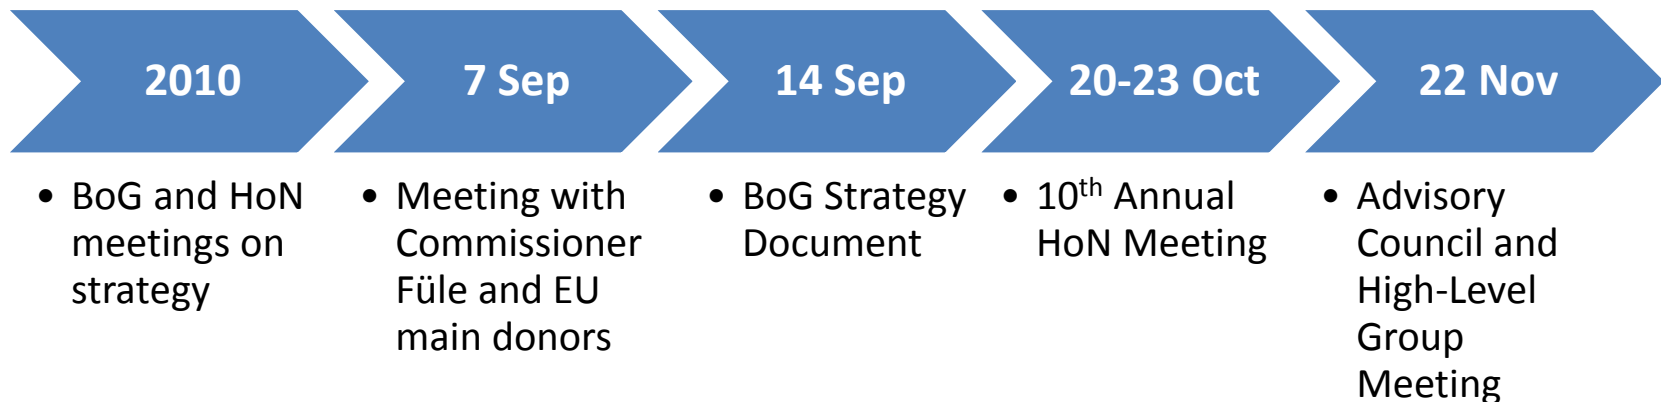 2010
7 Sep
14 Sep
20-23 Oct
22 Nov
• BoG and HoN
meetings on
strategy
• Meeting with
Commissioner
Füle and EU
main donors
• BoG Strategy
Document
• 10th Annual
HoN Meeting
• Advisory
Council and
High-Level
Group
Meeting